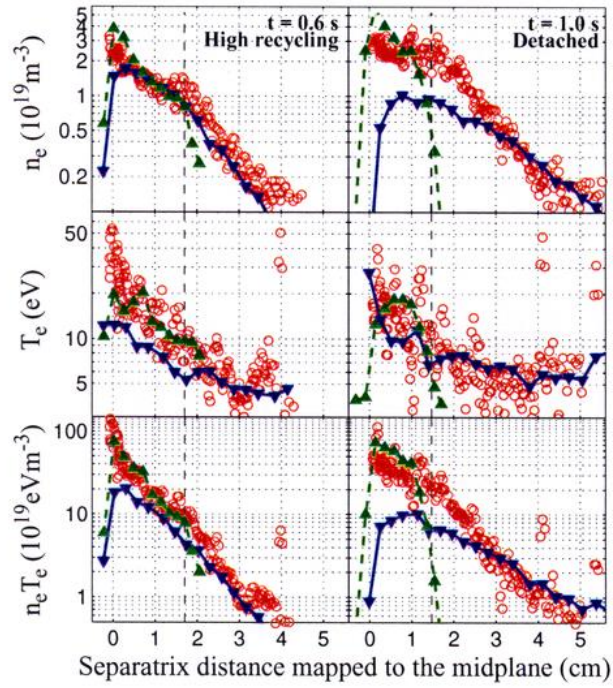 t = 0.6 s
High recycling
t = 1.0 s
Detached
n_e (10^19 m^-3)
5
4
3
2
1
0.5
0.2
T_e (eV)
50
10
5
n_eT_e (10^19 eVm^-3)
100
10
1
0 1 2 3 4 5 0 1 2 3 4 5
Separatrix distance mapped to the midplane (cm)